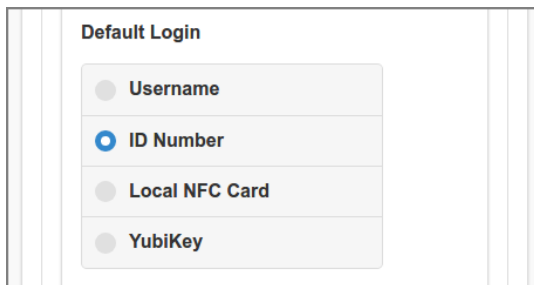 Default Login
Username
ID Number
Local NFC Card
YubiKey